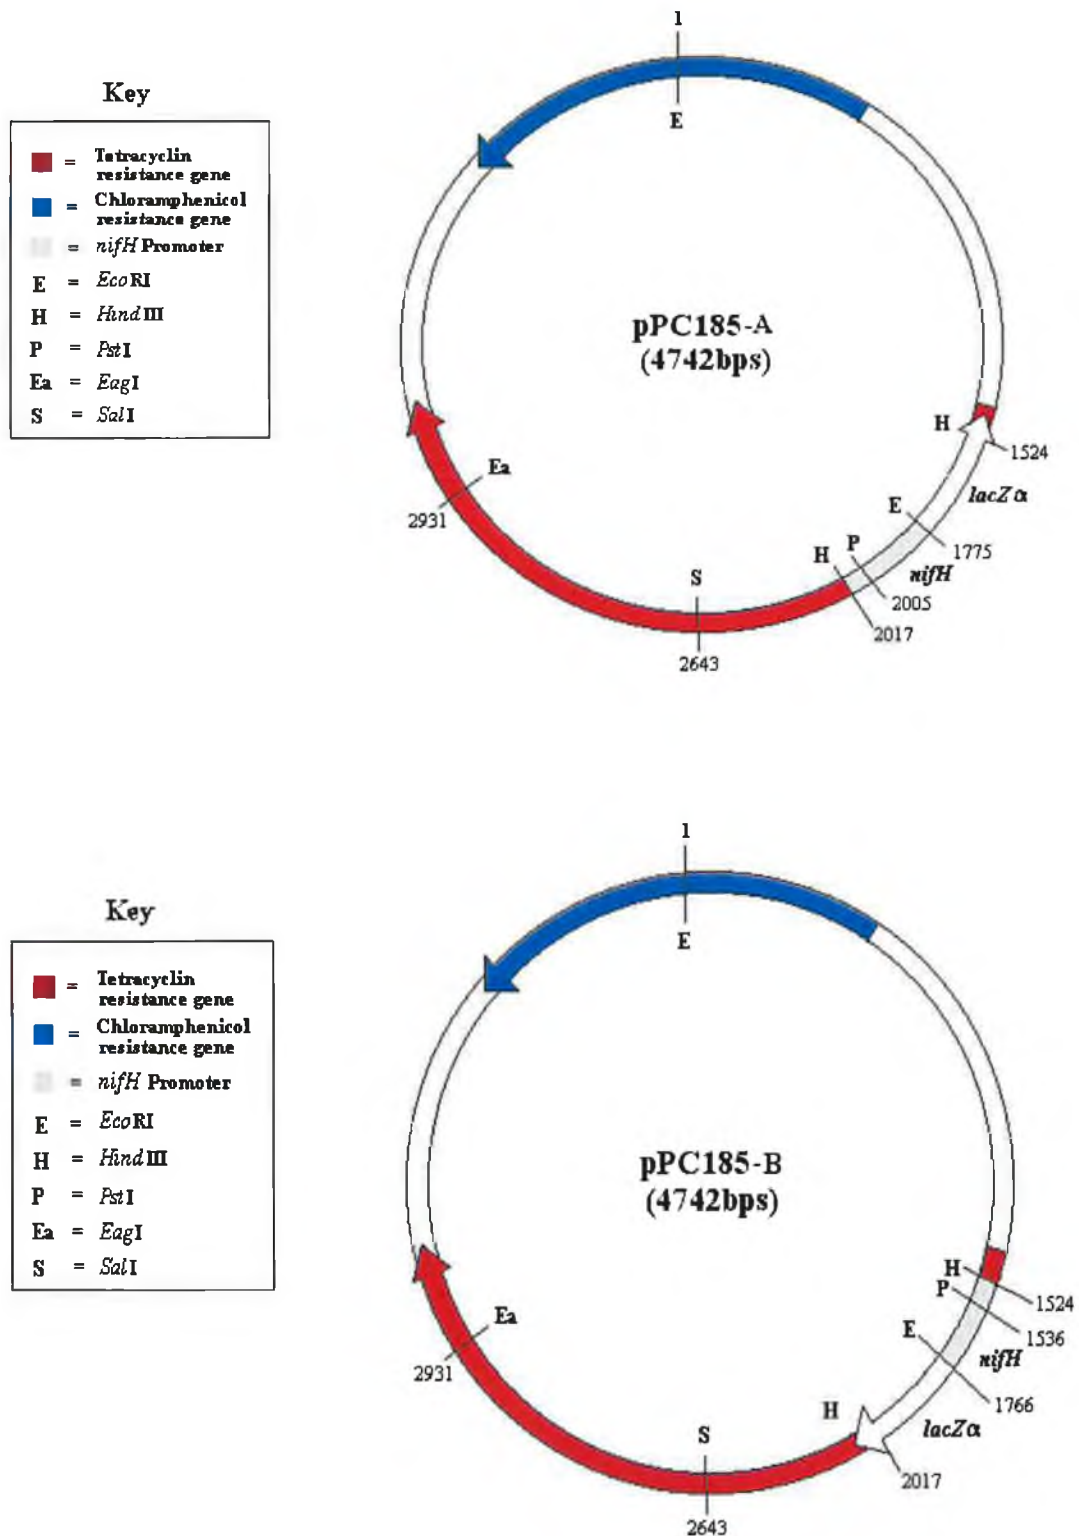 1
Key
E
= Tetracyclin
resistance gene
= Chloramphenicol
resistance gene
= nifH Promoter
E = EcoRI
H = HindIII
P = PstI
Ea = EagI
S = SalI
pPC185-A
(4742bps)
H
1524
lacZα
Ea
E
2931
1775
P
H
nifH
S
2005
2017
2643
1
Key
E
= Tetracyclin
resistance gene
= Chloramphenicol
resistance gene
= nifH Promoter
E = EcoRI
H = HindIII
P = PstI
Ea = EagI
S = SalI
pPC185-B
(4742bps)
H
P
1524
Ea
1536
E
nifH
2931
1766
H
lacZα
S
2017
2643